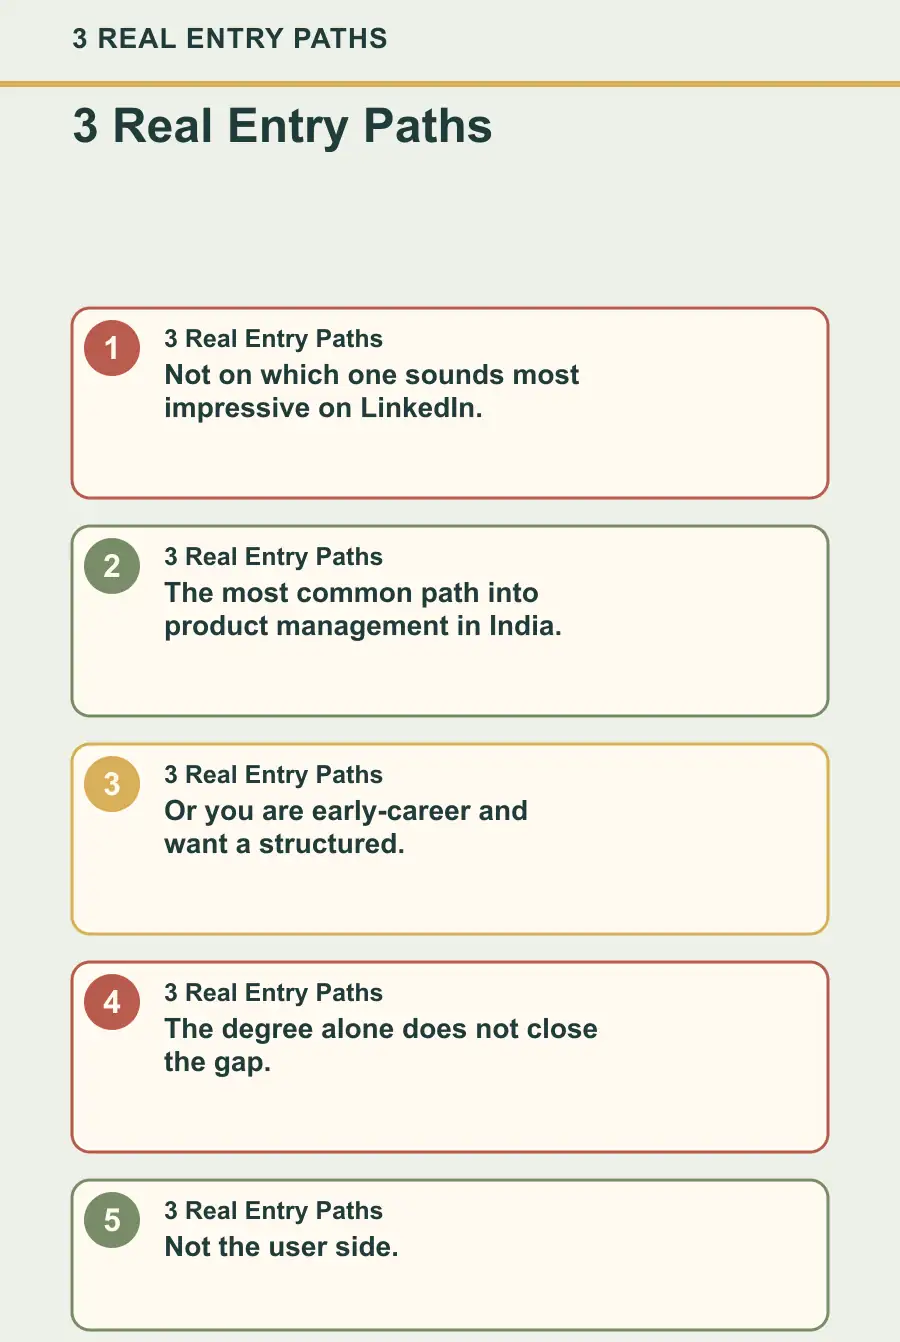 3 REAL ENTRY PATHS
3 Real Entry Paths
1
3 Real Entry Paths
Not on which one sounds most
impressive on LinkedIn.
2
3 Real Entry Paths
The most common path into
product management in India.
3
3 Real Entry Paths
Or you are early-career and
want a structured.
4
3 Real Entry Paths
The degree alone does not close
the gap.
5
3 Real Entry Paths
Not the user side.